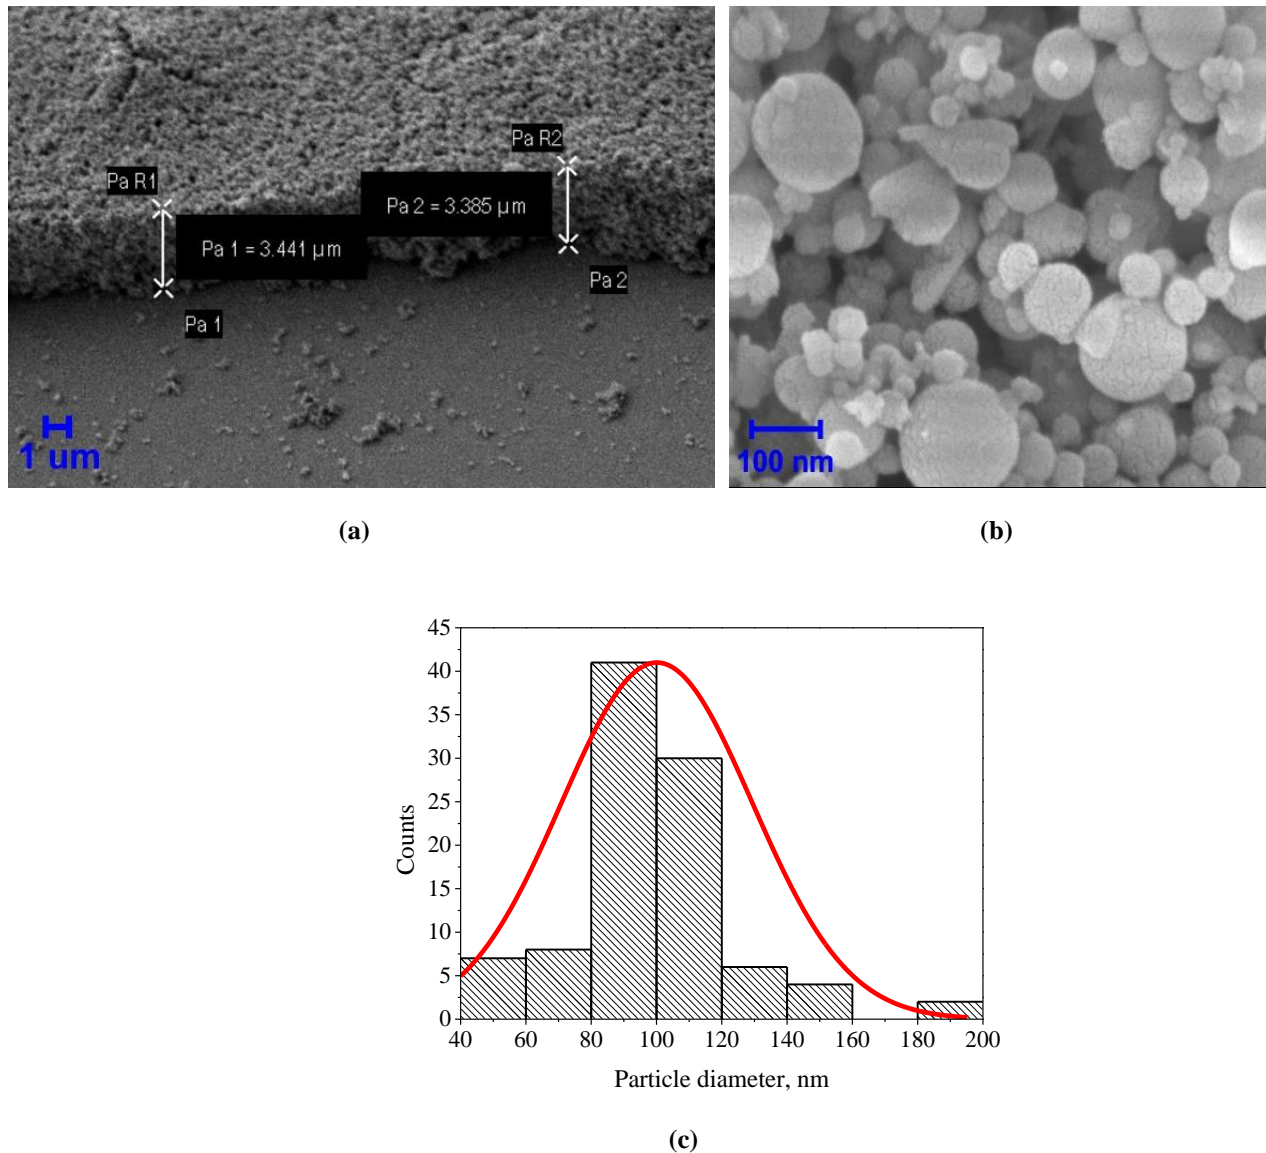 Pa R1
Pa R2
Pa 1 = 3.441 µm
Pa 2 = 3.385 µm
Pa 1
Pa 2
1 um
100 nm
(a)
(b)
45
40
35
30
25
20
15
10
5
0
Counts
40 60 80 100 120 140 160 180 200
Particle diameter, nm
(c)